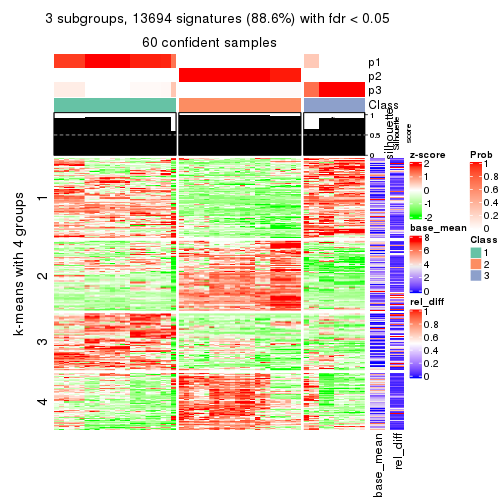 3 subgroups, 13694 signatures (88.6%) with fdr < 0.05
60 confident samples
p1
p2
p3
Class
1
0.5
0
silhouette
Silhouette
score
k-means with 4 groups
1
2
3
4
base_mean
rel_diff
z-score
2
1
0
-1
-2
base_mean
8
6
4
2
0
rel_diff
1
0.8
0.6
0.4
0.2
0
Prob
1
0.8
0.6
0.4
0.2
0
Class
1
2
3